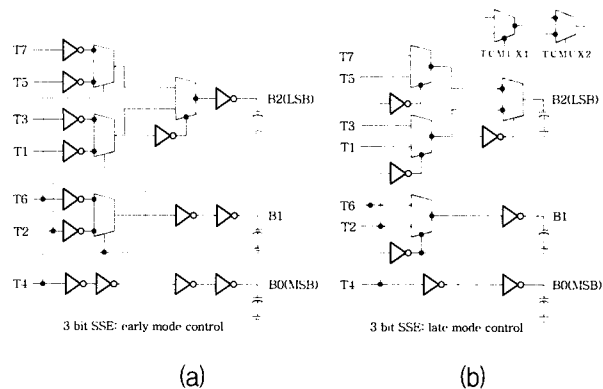 T7
T5
T3
T1
T6
T2
T4
B2(LSB)
B1
B0(MSB)
3 bit SSE: early mode control
(a)
TCMUX1 TCMUX2
T7
T5
T3
T1
T6
T2
T4
B2(LSB)
B1
B0(MSB)
3 bit SSE: late mode control
(b)